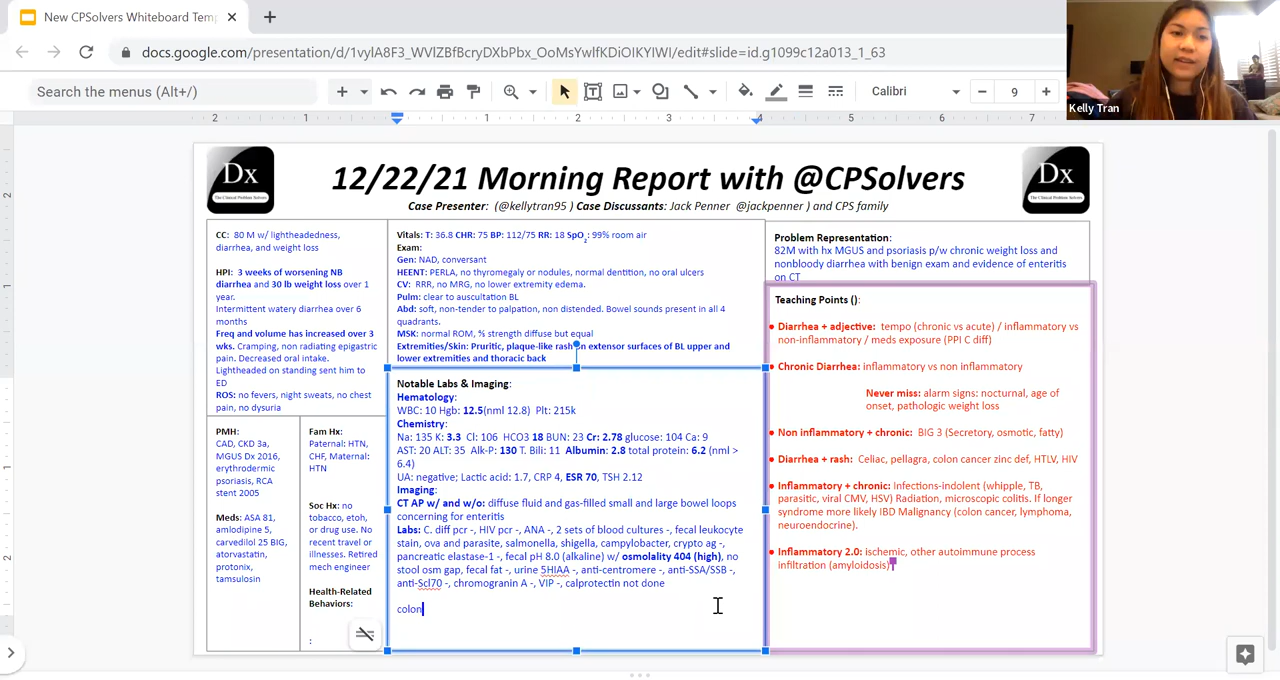 New CPSolvers Whiteboard Temp
docs.google.com/presentation/d/1vylA8F3_WVlZBfBcryDXbPbx_OoMsYwlfKDiOIKYIWI/edit#slide=id.g1099c12a013_1_63
Search the menus (Alt+/)
Calibri
9
Kelly Tran
2 1 1 2 3 4 5 6 7
Dx
The Clinical Problem Solvers
12/22/21 Morning Report with @CPSolvers
Case Presenter: (@kellytran95 ) Case Discussants: Jack Penner @jackpenner ) and CPS family
Dx
The Clinical Problem Solvers
CC: 80 M w/ lightheadedness,
diarrhea, and weight loss
HPI: 3 weeks of worsening NB
diarrhea and 30 lb weight loss over 1
year.
Intermittent watery diarrhea over 6
months
Freq and volume has increased over 3
wks. Cramping, non radiating epigastric
pain. Decreased oral intake.
Lightheaded on standing sent him to
ED
ROS: no fevers, night sweats, no chest
pain, no dysuria
PMH:
CAD, CKD 3a,
MGUS Dx 2016,
erythrodermic
psoriasis, RCA
stent 2005
Meds: ASA 81,
amlodipine 5,
carvedilol 25 BIG,
atorvastatin,
protonix,
tamsulosin
Fam Hx:
Paternal: HTN,
CHF, Maternal:
HTN
Soc Hx: no
tobacco, etoh,
or drug use. No
recent travel or
illnesses. Retired
mech engineer
Health-Related
Behaviors:
:
Vitals: T: 36.8 CHR: 75 BP: 112/75 RR: 18 SpO2: 99% room air
Exam:
Gen: NAD, conversant
HEENT: PERLA, no thyromegaly or nodules, normal dentition, no oral ulcers
CV: RRR, no MRG, no lower extremity edema.
Pulm: clear to auscultation BL
Abd: soft, non-tender to palpation, non distended. Bowel sounds present in all 4
quadrants.
MSK: normal ROM, % strength diffuse but equal
Extremities/Skin: Pruritic, plaque-like rash on extensor surfaces of BL upper and
lower extremities and thoracic back
Notable Labs & Imaging:
Hematology:
WBC: 10 Hgb: 12.5(nml 12.8) Plt: 215k
Chemistry:
Na: 135 K: 3.3 Cl: 106 HCO3 18 BUN: 23 Cr: 2.78 glucose: 104 Ca: 9
AST: 20 ALT: 35 Alk-P: 130 T. Bili: 11 Albumin: 2.8 total protein: 6.2 (nml >
6.4)
UA: negative; Lactic acid: 1.7, CRP 4, ESR 70, TSH 2.12
Imaging:
CT AP w/ and w/o: diffuse fluid and gas-filled small and large bowel loops
concerning for enteritis
Labs: C. diff pcr -, HIV pcr -, ANA -, 2 sets of blood cultures -, fecal leukocyte
stain, ova and parasite, salmonella, shigella, campylobacter, crypto ag -,
pancreatic elastase-1 -, fecal pH 8.0 (alkaline) w/ osmolality 404 (high), no
stool osm gap, fecal fat -, urine 5HIAA -, anti-centromere -, anti-SSA/SSB -,
anti-Scl70 -, chromogranin A -, VIP -, calprotectin not done
colon
Problem Representation:
82M with hx MGUS and psoriasis p/w chronic weight loss and
nonbloody diarrhea with benign exam and evidence of enteritis
on CT
Teaching Points ():
● Diarrhea + adjective: tempo (chronic vs acute) / inflammatory vs
non-inflammatory / meds exposure (PPI C diff)
● Chronic Diarrhea: inflammatory vs non inflammatory
Never miss: alarm signs: nocturnal, age of
onset, pathologic weight loss
● Non inflammatory + chronic: BIG 3 (Secretory, osmotic, fatty)
● Diarrhea + rash: Celiac, pellagra, colon cancer zinc def, HTLV, HIV
● Inflammatory + chronic: Infections-indolent (whipple, TB,
parasitic, viral CMV, HSV) Radiation, microscopic colitis. If longer
syndrome more likely IBD Malignancy (colon cancer, lymphoma,
neuroendocrine).
● Inflammatory 2.0: ischemic, other autoimmune process
infiltration (amyloidosis)